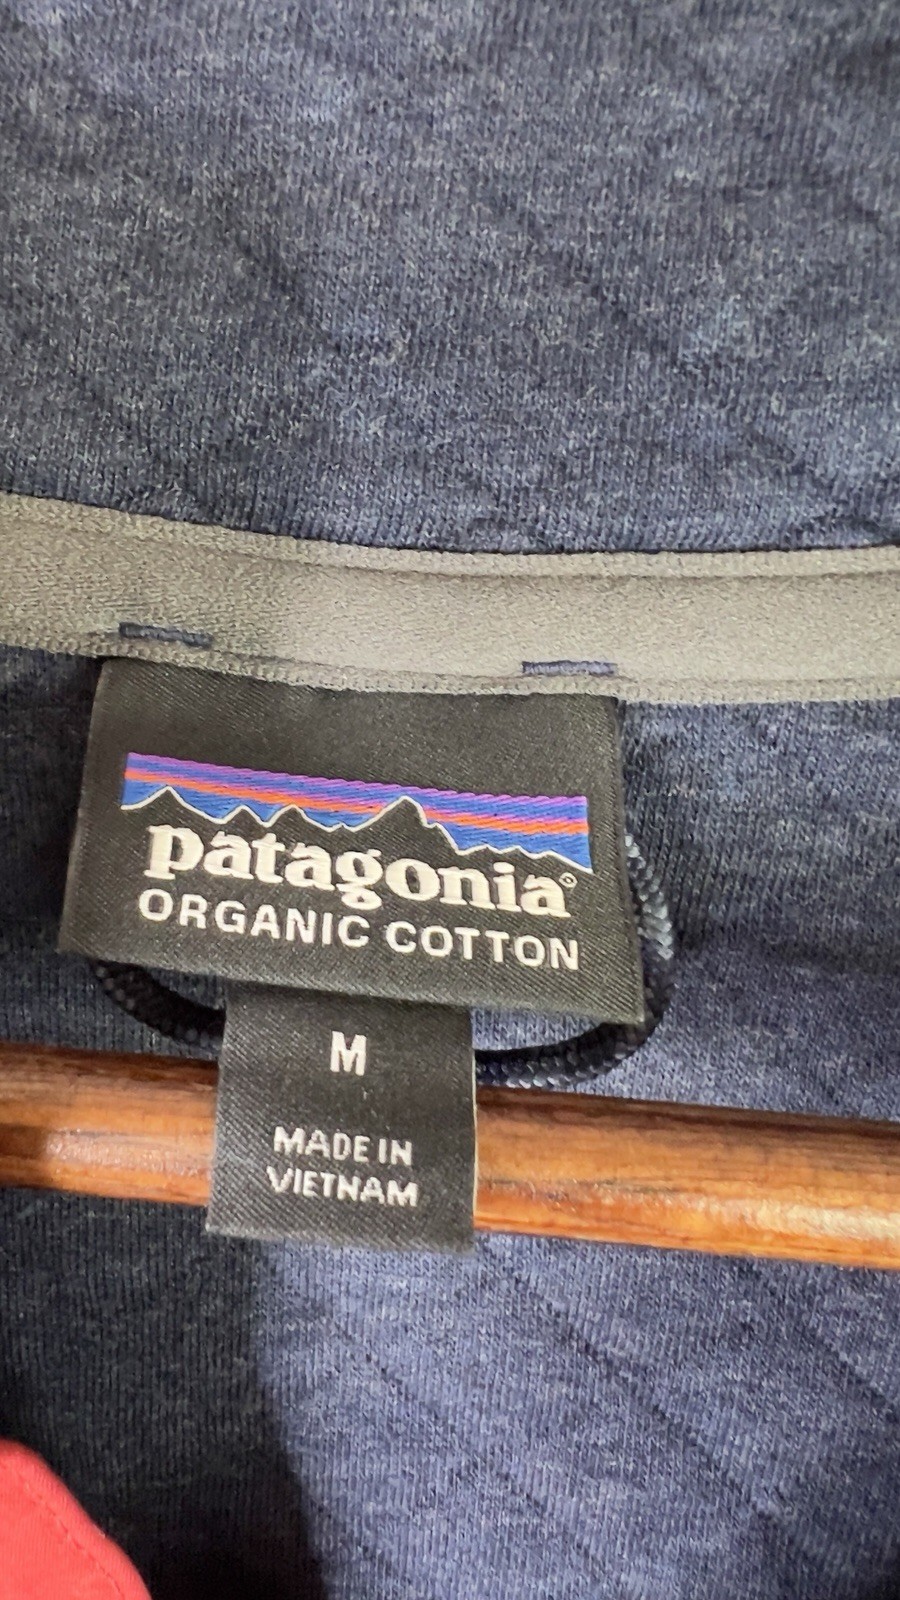 patagonia®
ORGANIC COTTON
M
MADE IN
VIETNAM